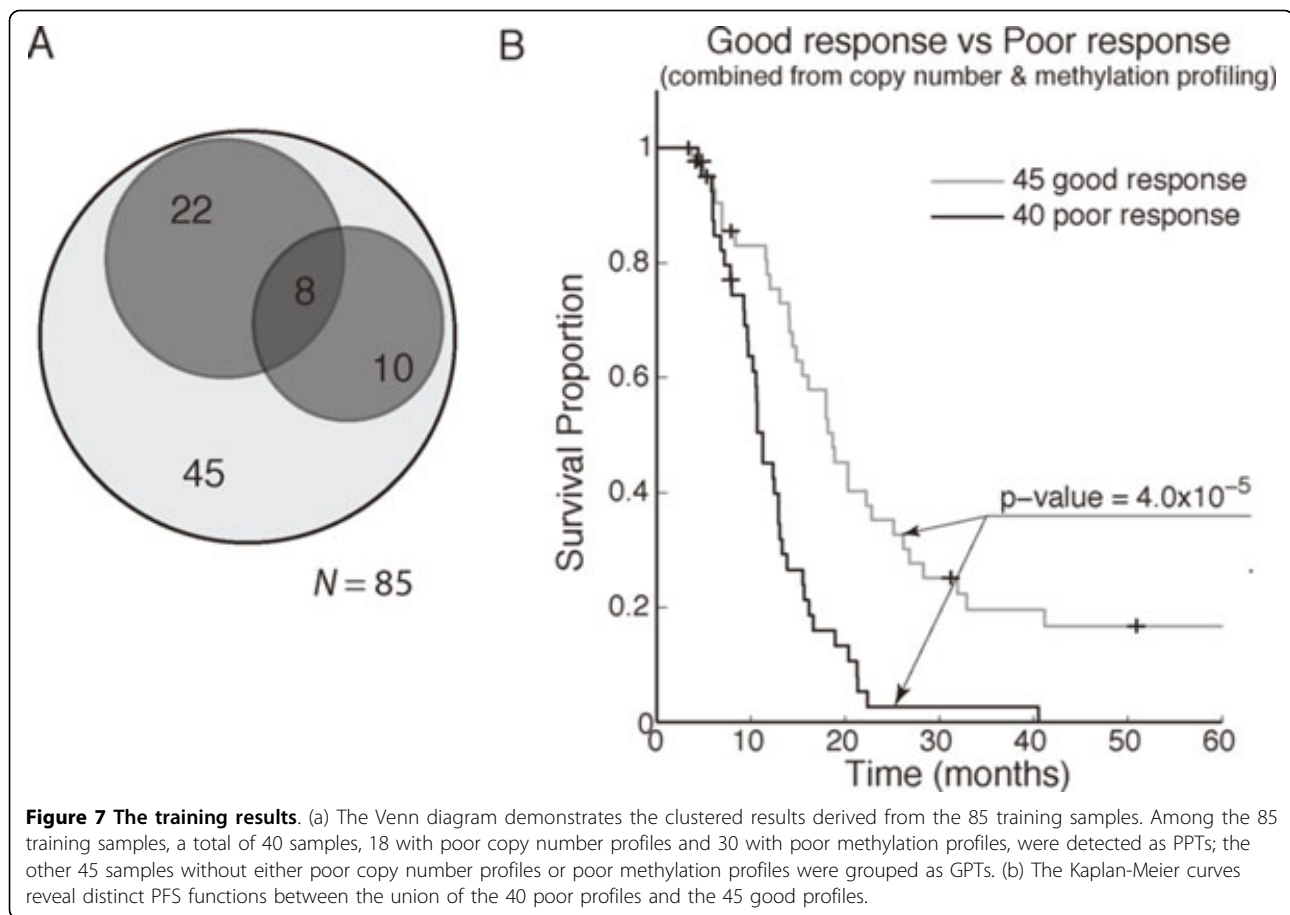 A
B
Good response vs Poor response
(combined from copy number & methylation profiling)
22
8
10
45
N = 85
Survival Proportion
1
0.8
0.6
0.4
0.2
0
45 good response
40 poor response
p-value = 4.0x10⁻⁵
0 10 20 30 40 50 60
Time (months)
Figure 7 The training results. (a) The Venn diagram demonstrates the clustered results derived from the 85 training samples. Among the 85
training samples, a total of 40 samples, 18 with poor copy number profiles and 30 with poor methylation profiles, were detected as PPTs; the
other 45 samples without either poor copy number profiles or poor methylation profiles were grouped as GPTs. (b) The Kaplan-Meier curves
reveal distinct PFS functions between the union of the 40 poor profiles and the 45 good profiles.